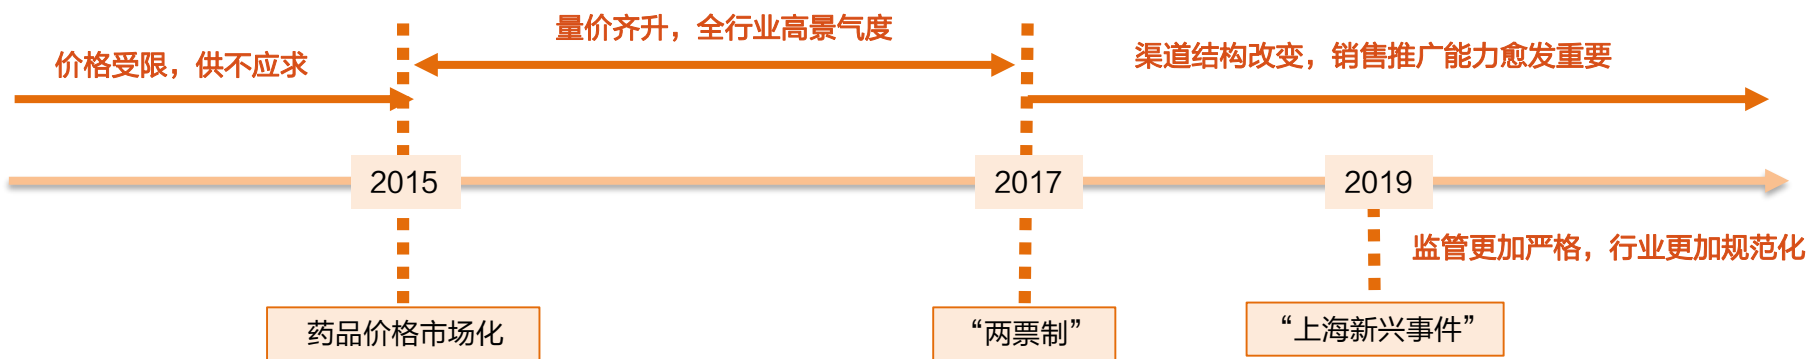 量价齐升，全行业高景气度
价格受限，供不应求
渠道结构改变，销售推广能力愈发重要
2015
2017
2019
监管更加严格，行业更加规范化
药品价格市场化
“两票制”
“上海新兴事件”